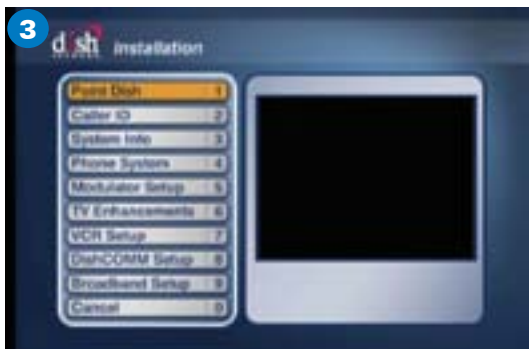 3
dish installation
Point Dish 1
Caller ID 2
System Info 3
Phone System 4
Modulator Setup 5
TV Enhancements 6
VCR Setup 7
DishCOMM Setup 8
Broadband Setup 9
Cancel 0